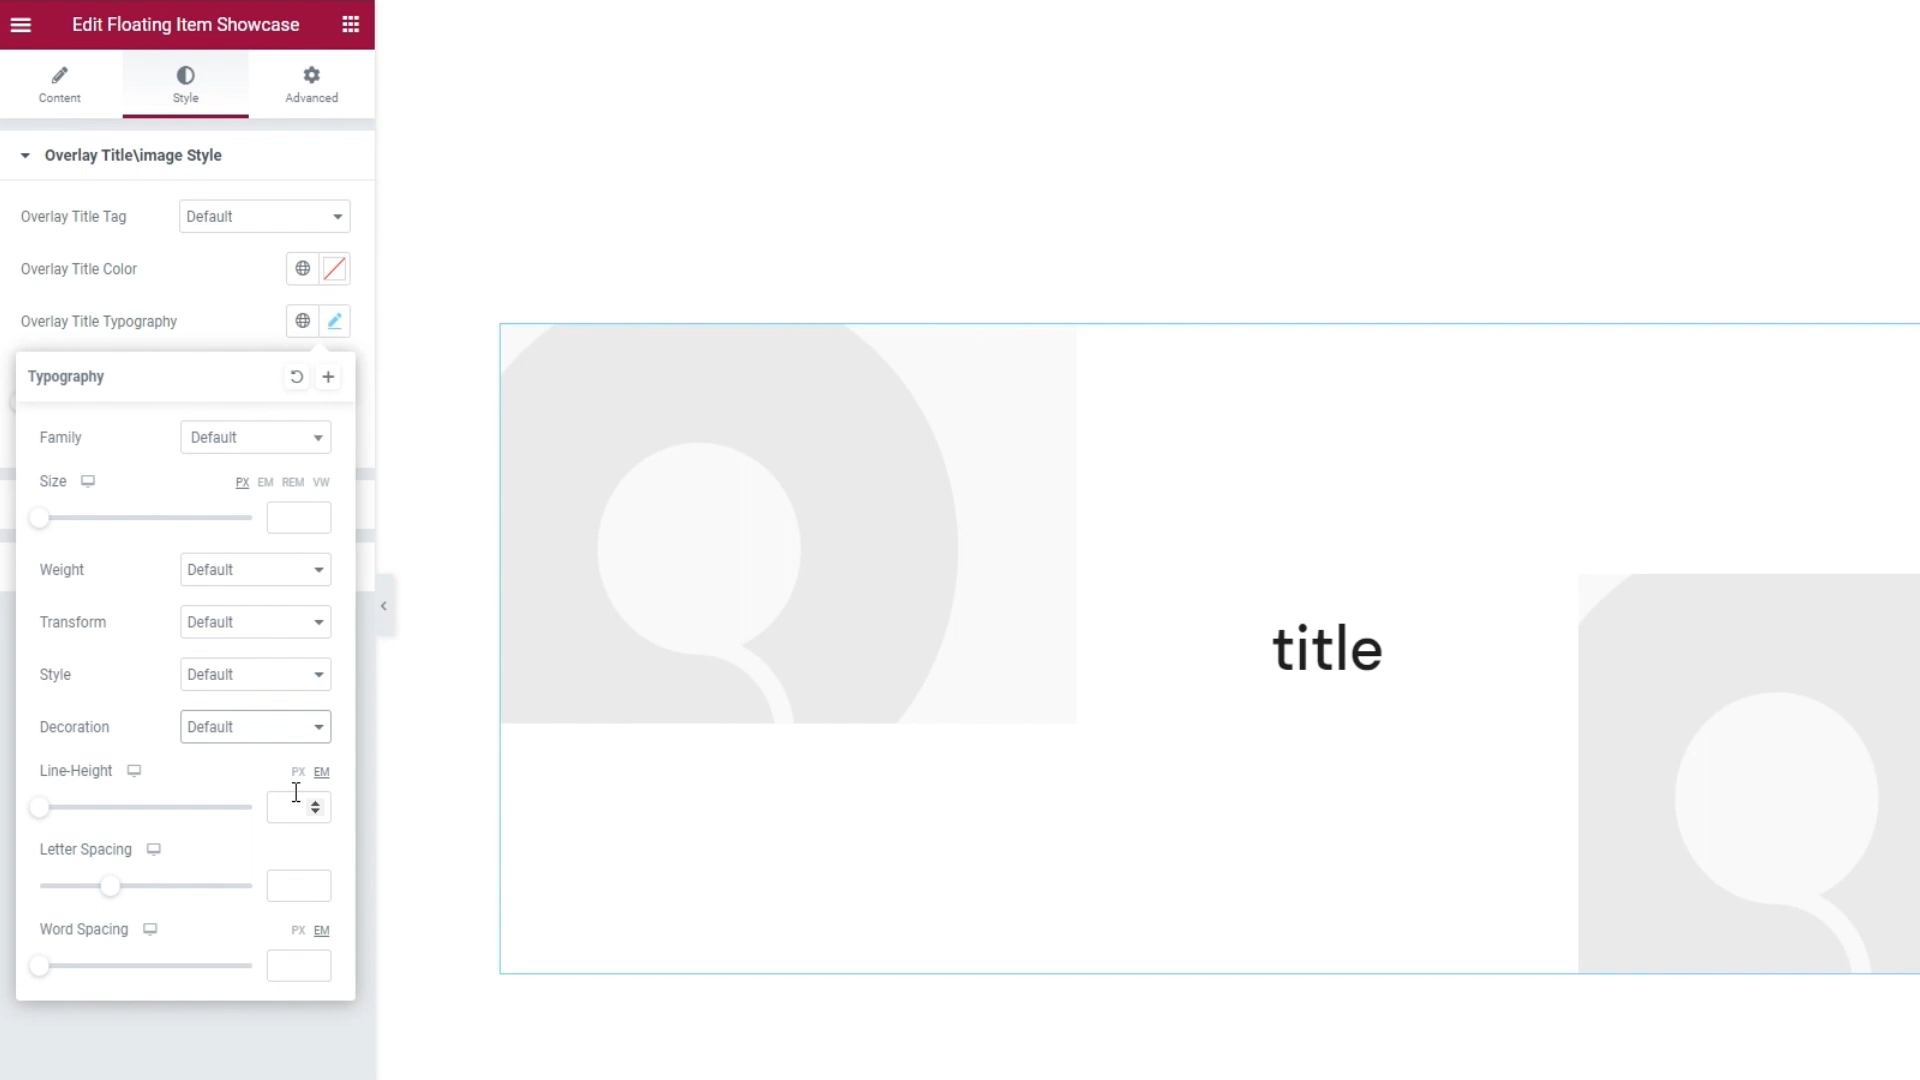 Edit Floating Item Showcase
Content
Style
Advanced
Overlay Title\image Style
Overlay Title Tag
Default
Overlay Title Color
Overlay Title Typography
Typography
Family
Default
Size
PX EM REM VW
Weight
Default
Transform
Default
Style
Default
Decoration
Default
Line-Height
PX EM
Letter Spacing
Word Spacing
PX EM
title